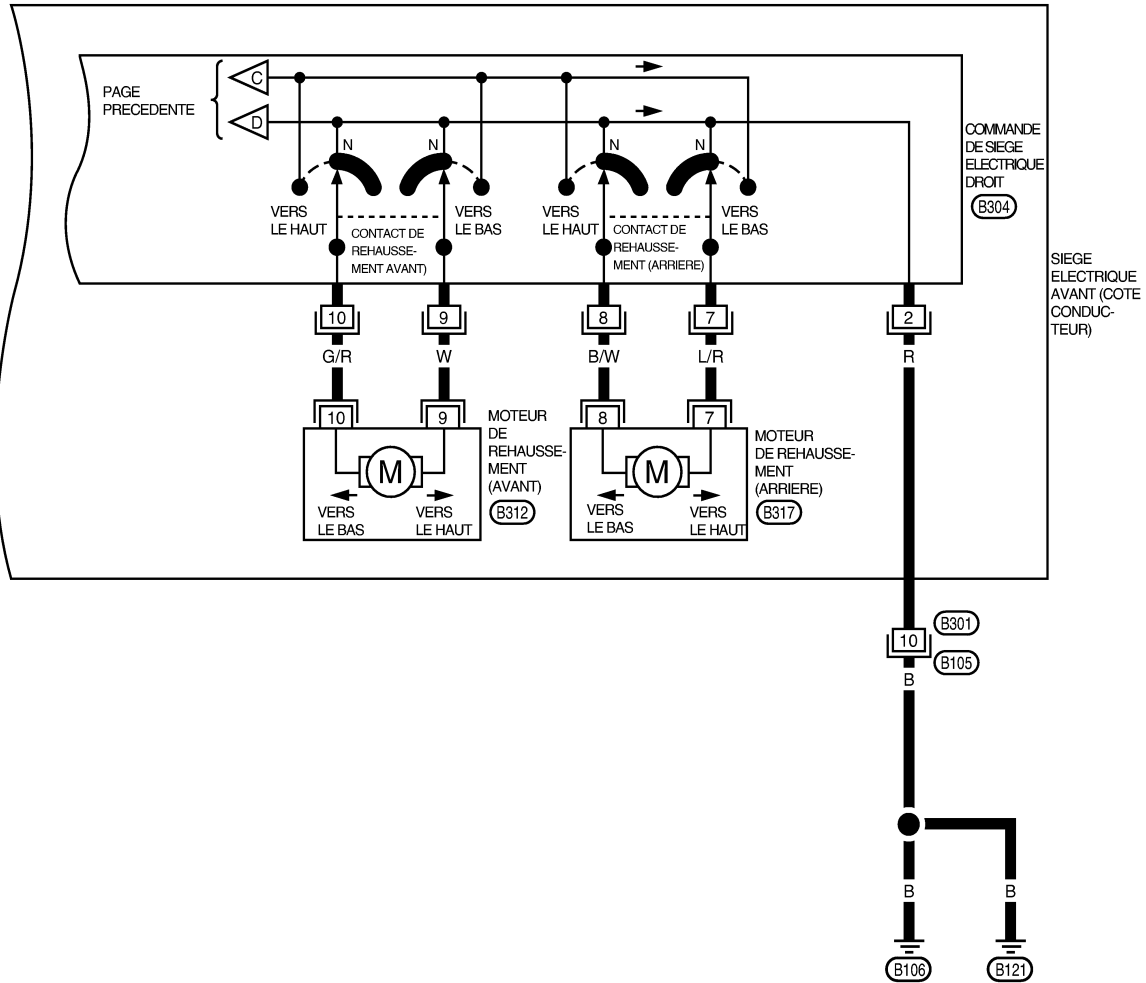 PAGE
PRECEDENTE
C
D
N
N
N
N
VERS
LE HAUT
VERS
LE BAS
VERS
LE HAUT
VERS
LE BAS
CONTACT DE
REHAUSSE-
MENT AVANT)
CONTACT DE
REHAUSSE-
MENT (ARRIERE)
COMMANDE
DE SIEGE
ELECTRIQUE
DROIT
B304
SIEGE
ELECTRIQUE
AVANT (COTE
CONDUC-
TEUR)
10
9
8
7
2
G/R
W
B/W
L/R
R
10
9
8
7
M
VERS
LE BAS
VERS
LE HAUT
MOTEUR
DE
REHAUSSE-
MENT
(AVANT)
B312
M
VERS
LE BAS
VERS
LE HAUT
MOTEUR
DE REHAUSSE-
MENT
(ARRIERE)
B317
10
B301
B105
B
B
B
B106
B121